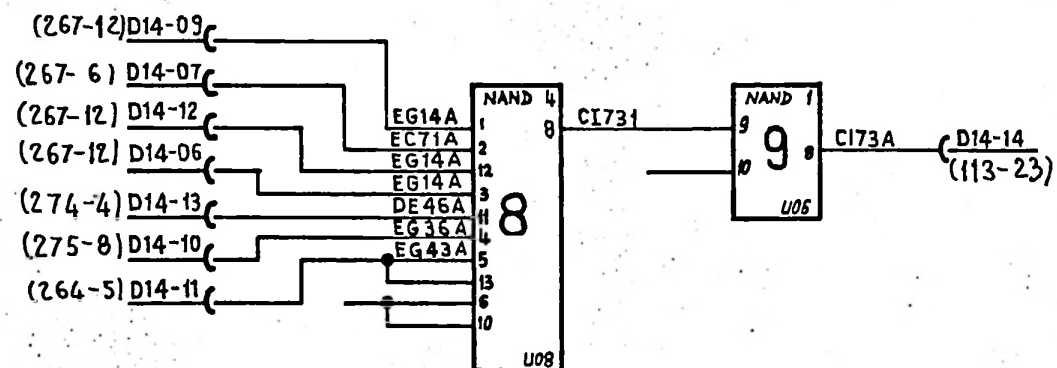 (267-12) D14-09
(267-6) D14-07
(267-12) D14-12
(267-12) D14-06
(274-4) D14-13
(275-8) D14-10
(264-5) D14-11
EG14A
EC71A
EG14A
EG14A
DE46A
EG36A
EG43A
NAND 4
1
2
12
3
11
4
5
13
6
10
8
8
U08
CI731
NAND 1
9
10
9
8
U06
CI73A
D14-14
(113-23)